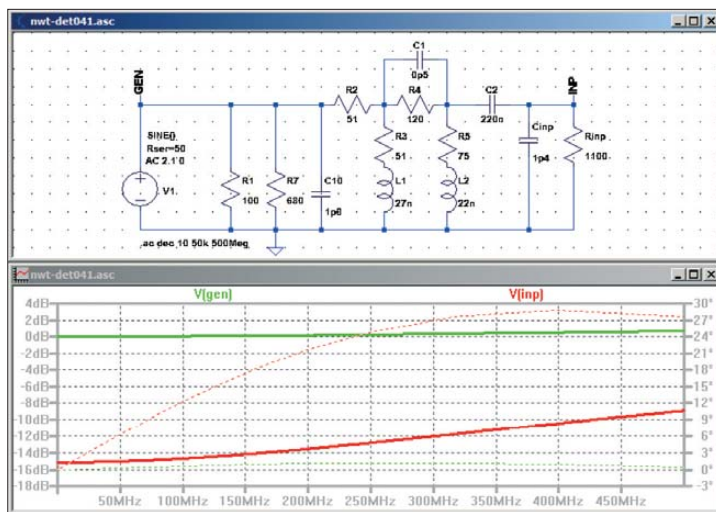 nwt-det041.asc
GEN
INP
C1
0p5
R2
51
R4
120
C2
220n
SINE()
Rser=50
AC 2.1 0
V1
R1
100
R7
680
C10
R3
51
L1
27n
R5
75
L2
22n
Cinp
1p4
Rinp
1100
.ac dec 10 50k 500Meg
nwt-det041.asc
V(gen) V(inp)
4dB 30°
2dB 27°
0dB 24°
-2dB 21°
-4dB 18°
-6dB 15°
-8dB 12°
-10dB 9°
-12dB 6°
-14dB 3°
-16dB 0°
-18dB -3°
50MHz 100MHz 150MHz 200MHz 250MHz 300MHz 350MHz 400MHz 450MHz